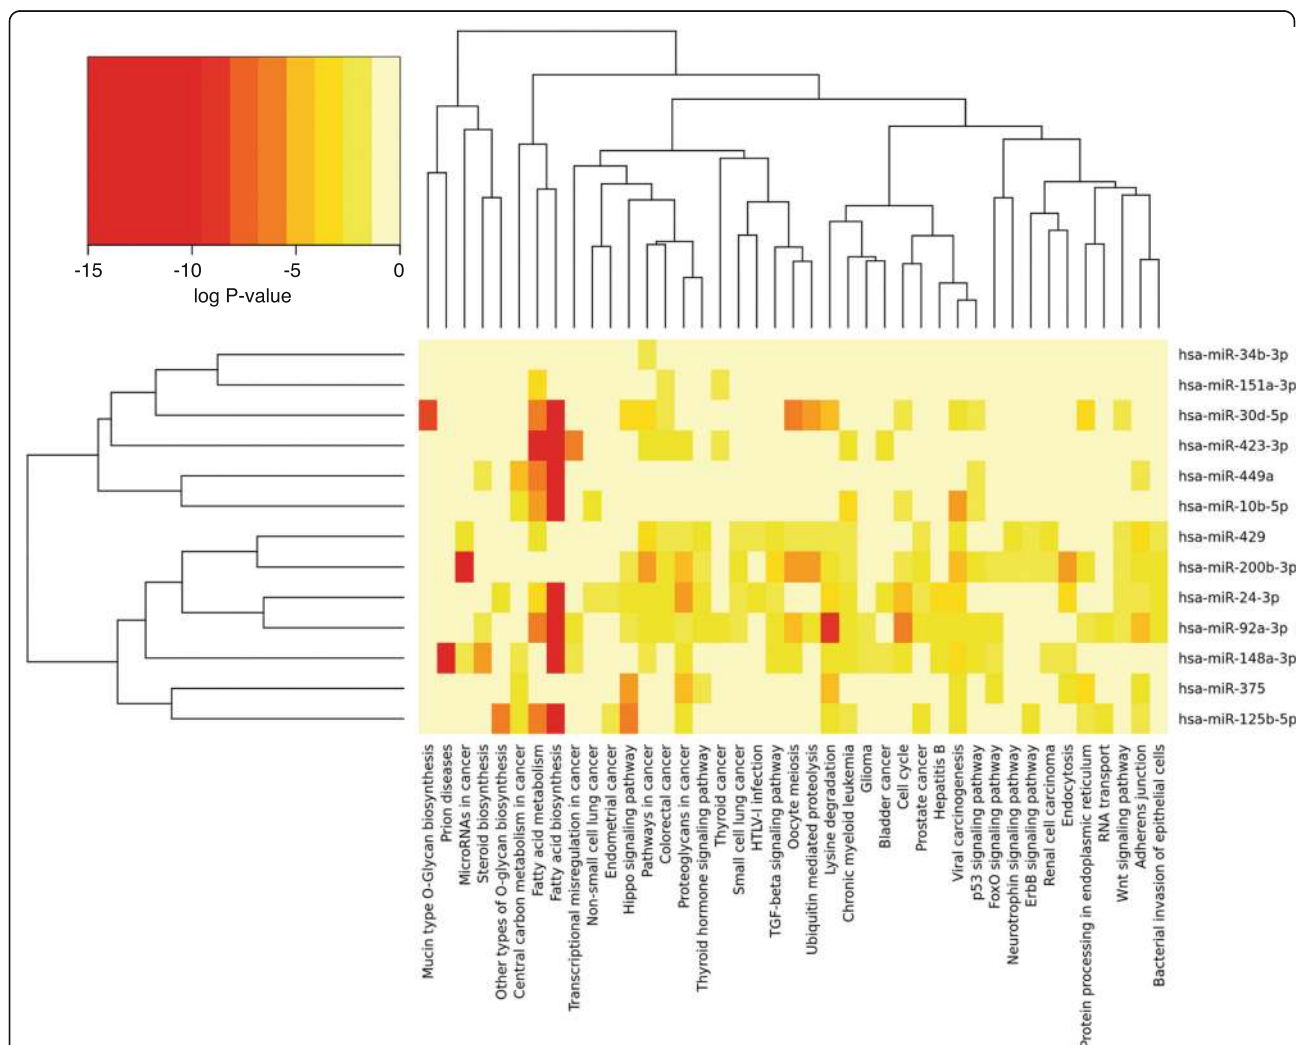 -15
-10
-5
0
log P-value
hsa-miR-34b-3p
hsa-miR-151a-3p
hsa-miR-30d-5p
hsa-miR-423-3p
hsa-miR-449a
hsa-miR-10b-5p
hsa-miR-429
hsa-miR-200b-3p
hsa-miR-24-3p
hsa-miR-92a-3p
hsa-miR-148a-3p
hsa-miR-375
hsa-miR-125b-5p
Mucin type O-Glycan biosynthesis
Prion diseases
MicroRNAs in cancer
Steroid biosynthesis
Other types of O-glycan biosynthesis
Central carbon metabolism in cancer
Fatty acid metabolism
Fatty acid biosynthesis
Transcriptional misregulation in cancer
Non-small cell lung cancer
Endometrial cancer
Hippo signaling pathway
Pathways in cancer
Colorectal cancer
Proteoglycans in cancer
Thyroid hormone signaling pathway
Thyroid cancer
Small cell lung cancer
HTLV-I infection
TGF-beta signaling pathway
Oocyte meiosis
Ubiquitin mediated proteolysis
Lysine degradation
Chronic myeloid leukemia
Glioma
Bladder cancer
Cell cycle
Prostate cancer
Hepatitis B
Viral carcinogenesis
p53 signaling pathway
FoxO signaling pathway
Neurotrophin signaling pathway
ErbB signaling pathway
Renal cell carcinoma
Endocytosis
Protein processing in endoplasmic reticulum
RNA transport
Wnt signaling pathway
Adherens junction
Bacterial invasion of epithelial cells